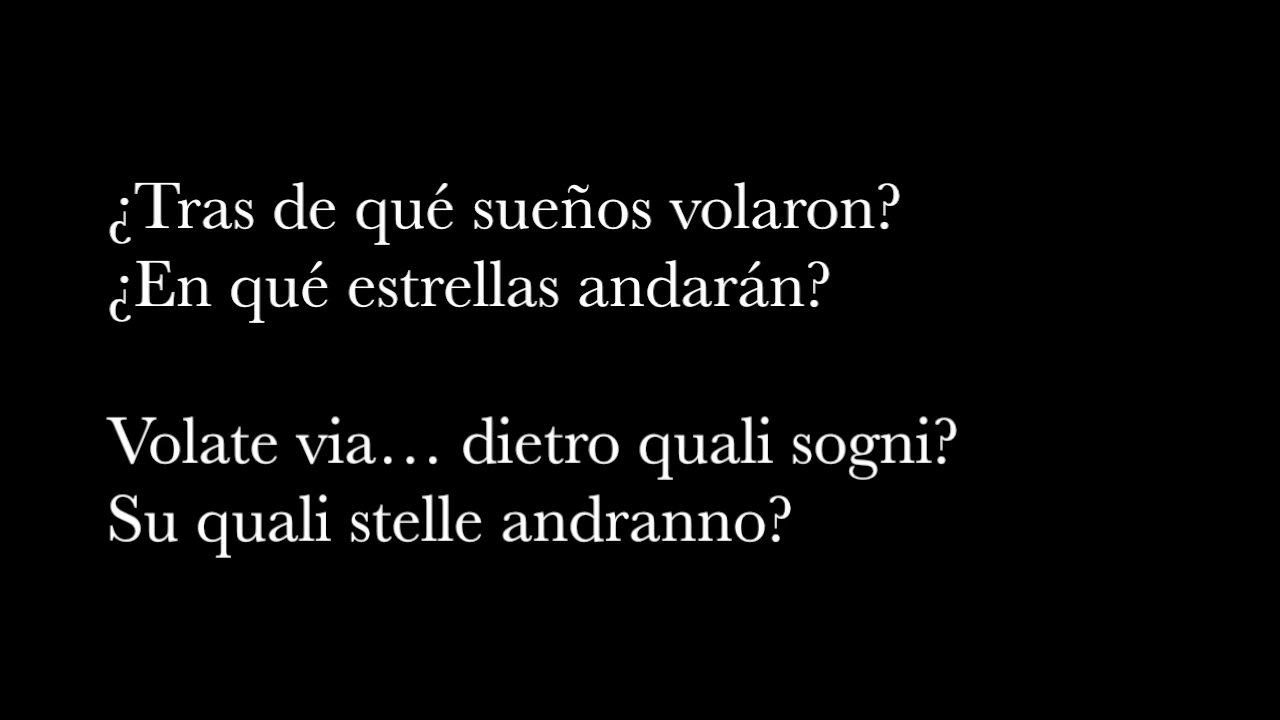 ¿Tras de qué sueños volaron?
¿En qué estrellas andarán?
Volate via… dietro quali sogni?
Su quali stelle andranno?